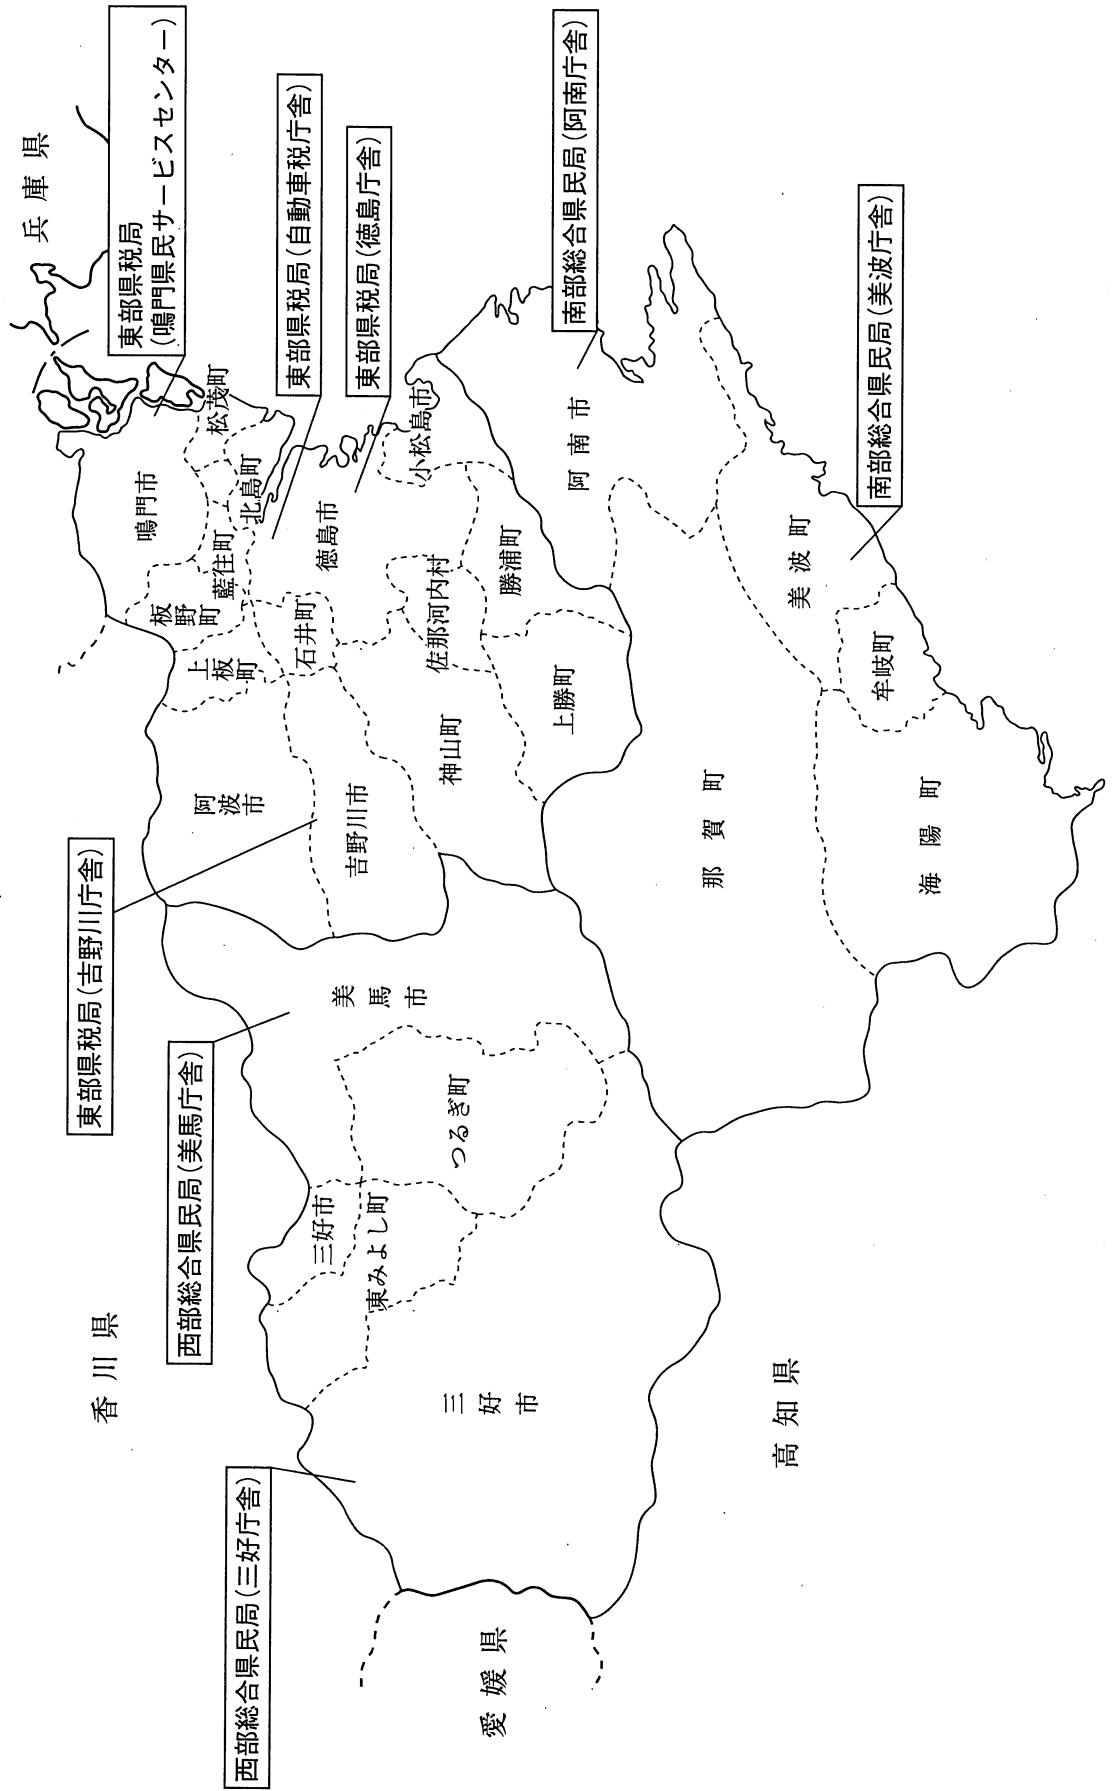 兵庫県
東部県税局
(鳴門県民サービスセンター)
東部県税局(自動車税庁舎)
東部県税局(徳島庁舎)
南部総合県民局(阿南庁舎)
南部総合県民局(美波庁舎)
東部県税局(吉野川庁舎)
西部総合県民局(美馬庁舎)
西部総合県民局(三好庁舎)
香川県
愛媛県
高知県
鳴門市
松茂町
北島町
藍住町
板野町
上板町
阿波市
吉野川市
石井町
徳島市
小松島市
佐那河内村
勝浦町
上勝町
神山町
阿南市
美波町
牟岐町
那賀町
海陽町
美馬市
つるぎ町
三好市
東みよし町
三好市